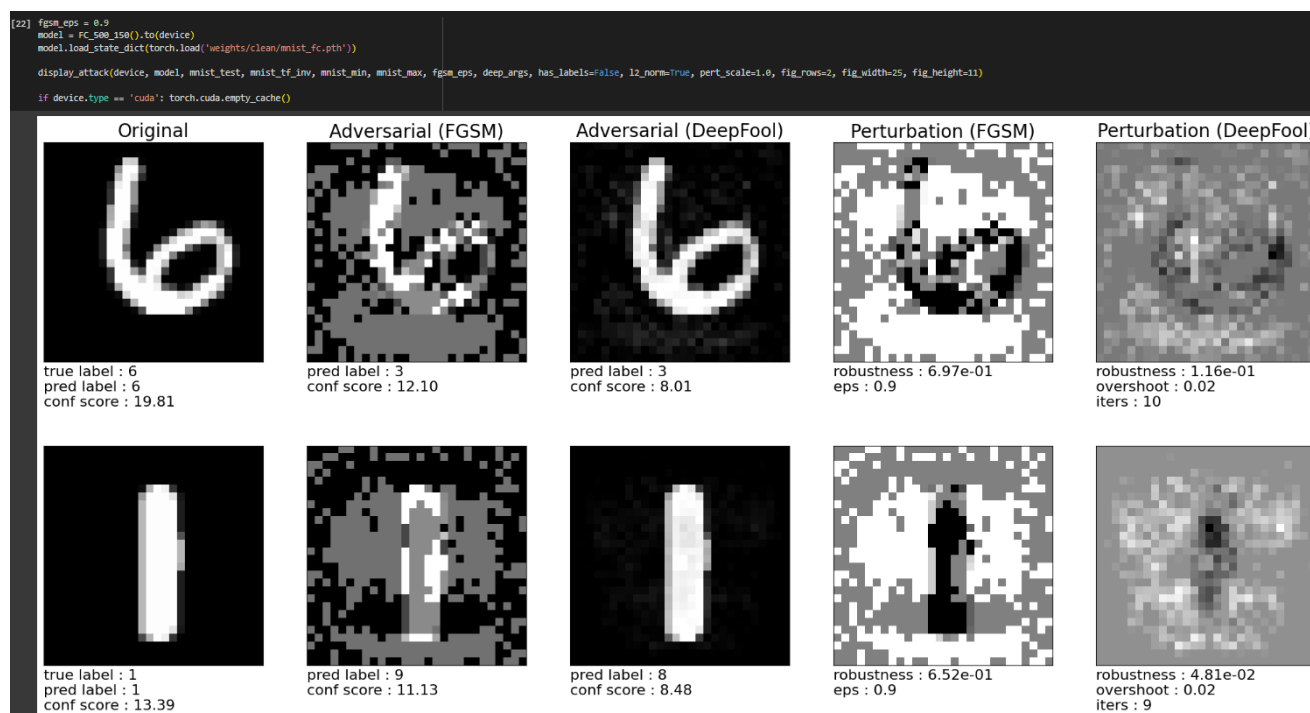 [22] fgsm_eps = 0.9
model = FC_500_150().to(device)
model.load_state_dict(torch.load('weights/clean/mnist_fc.pth'))
display_attack(device, model, mnist_test, mnist_tf_inv, mnist_min, mnist_max, fgsm_eps, deep_args, has_labels=False, l2_norm=True, pert_scale=1.0, fig_rows=2, fig_width=25, fig_height=11)
if device.type == 'cuda': torch.cuda.empty_cache()
Original Adversarial (FGSM) Adversarial (DeepFool) Perturbation (FGSM) Perturbation (DeepFool)
true label : 6 pred label : 3 pred label : 3 robustness : 6.97e-01 robustness : 1.16e-01
pred label : 6 conf score : 12.10 conf score : 8.01 eps : 0.9 overshoot : 0.02
conf score : 19.81 iters : 10
true label : 1 pred label : 9 pred label : 8 robustness : 6.52e-01 robustness : 4.81e-02
pred label : 1 conf score : 11.13 conf score : 8.48 eps : 0.9 overshoot : 0.02
conf score : 13.39 iters : 9